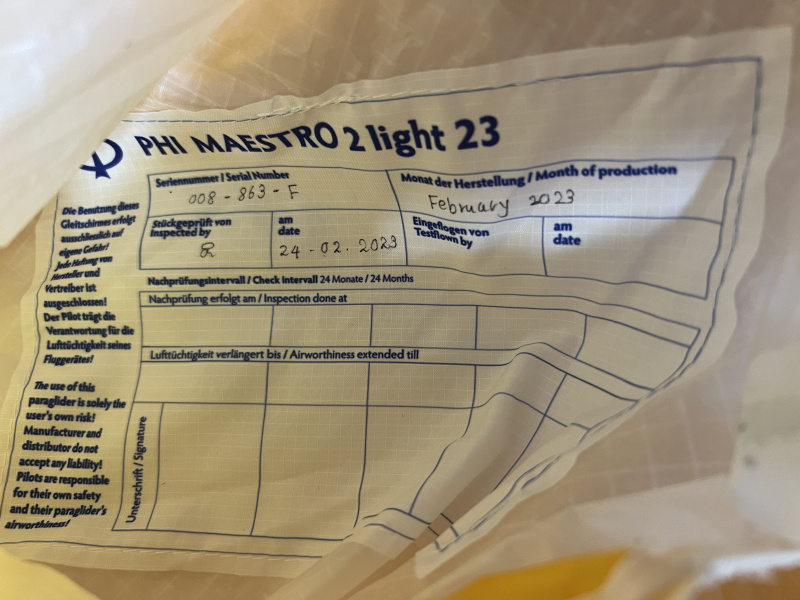 PHI MAESTRO 2 light 23
Seriennummer / Serial Number
008 - 863 - F
Monat der Herstellung / Month of production
February 2023
Stückgeprüft von
Inspected by
am
date
24 - 02. 2023
Eingeflogen von
Testflown by
am
date
Nachprüfungsintervall / Check Intervall 24 Monate / 24 Months
Nachprüfung erfolgt am / Inspection done at
Lufttüchtigkeit verlängert bis / Airworthiness extended till
Unterschrift / Signature
Die Benutzung dieses
Gleitschirmes erfolgt
ausschliesslich auf
eigene Gefahr!
Jede Haftung von
Hersteller und
Vertreiber ist
ausgeschlossen!
Der Pilot trägt die
Verantwortung für die
Lufttüchtigkeit seines
Fluggerätes!
The use of this
paraglider is solely the
user's own risk!
Manufacturer and
distributor do not
accept any liability!
Pilots are responsible
for their own safety
and their paraglider's
airworthiness!